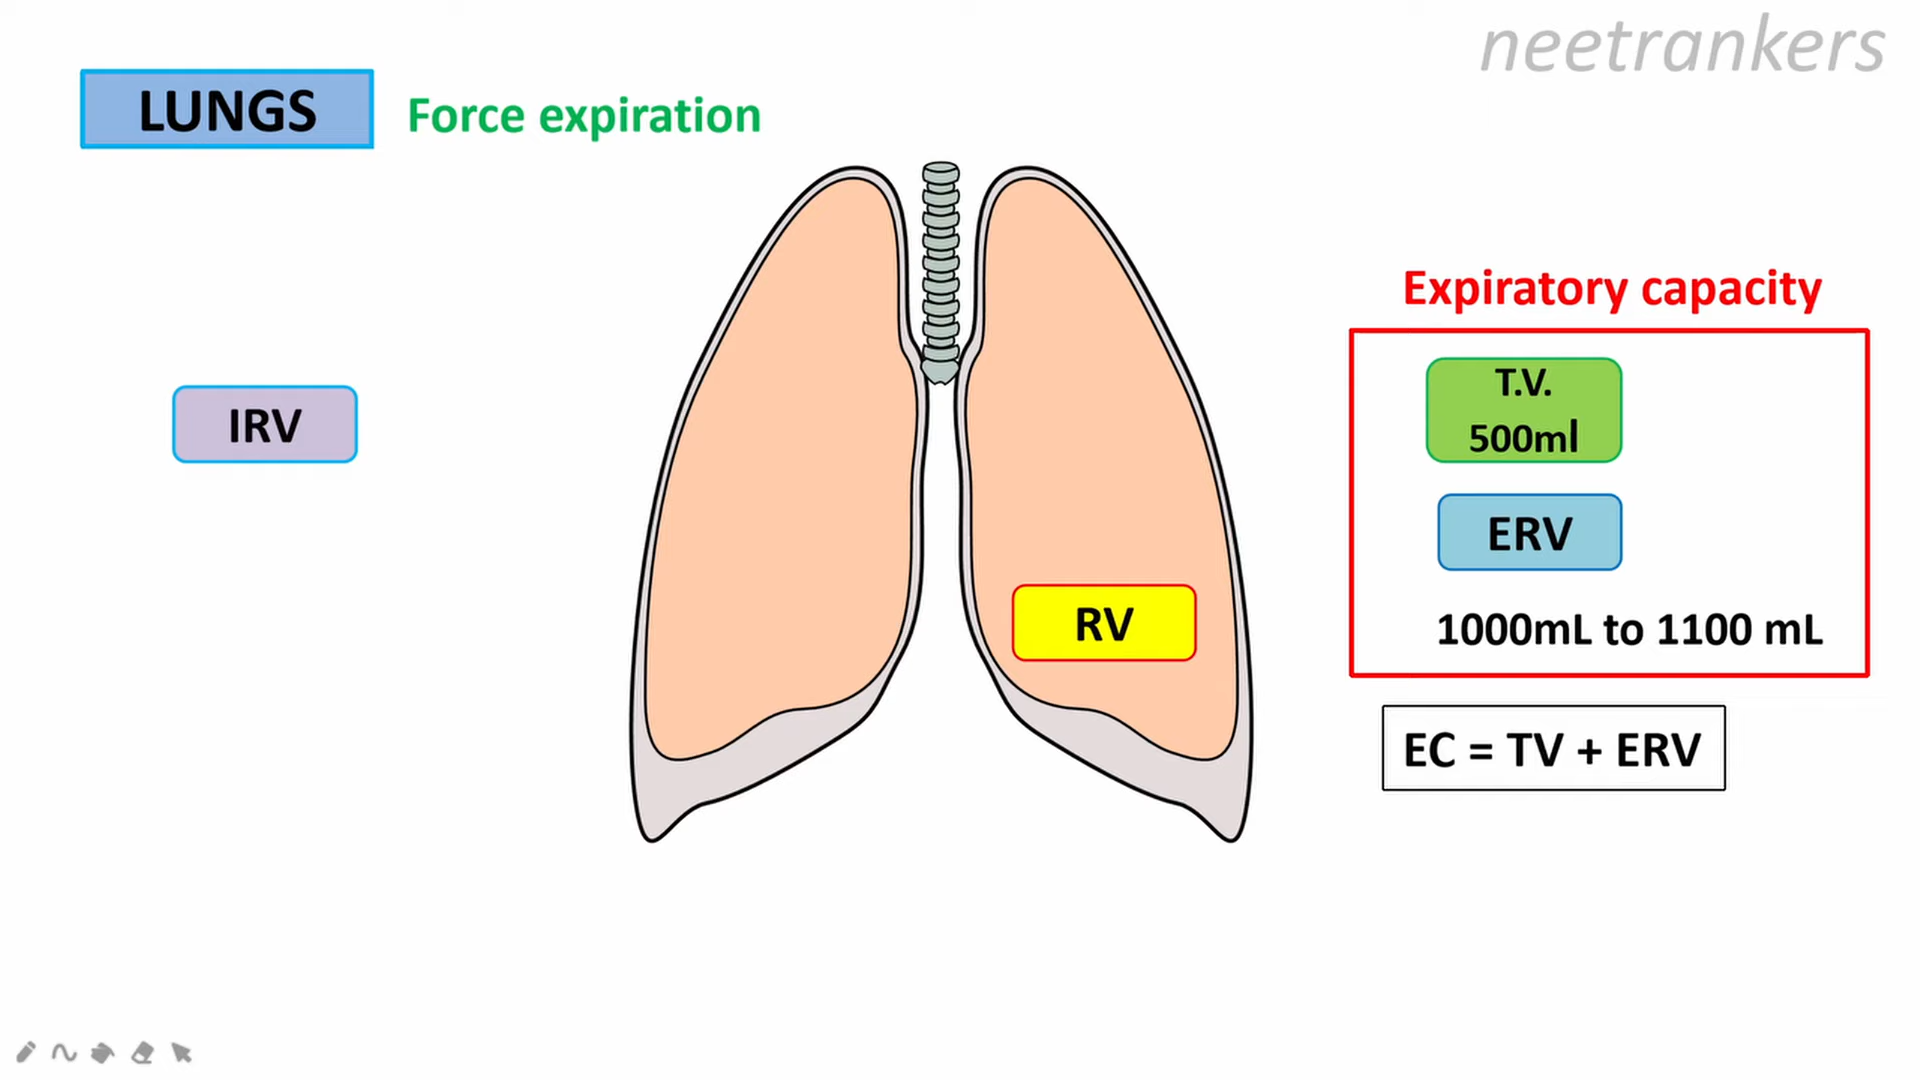 neetrankers
LUNGS
Force expiration
Expiratory capacity
T.V.
500ml
IRV
ERV
RV
1000mL to 1100 mL
EC = TV + ERV